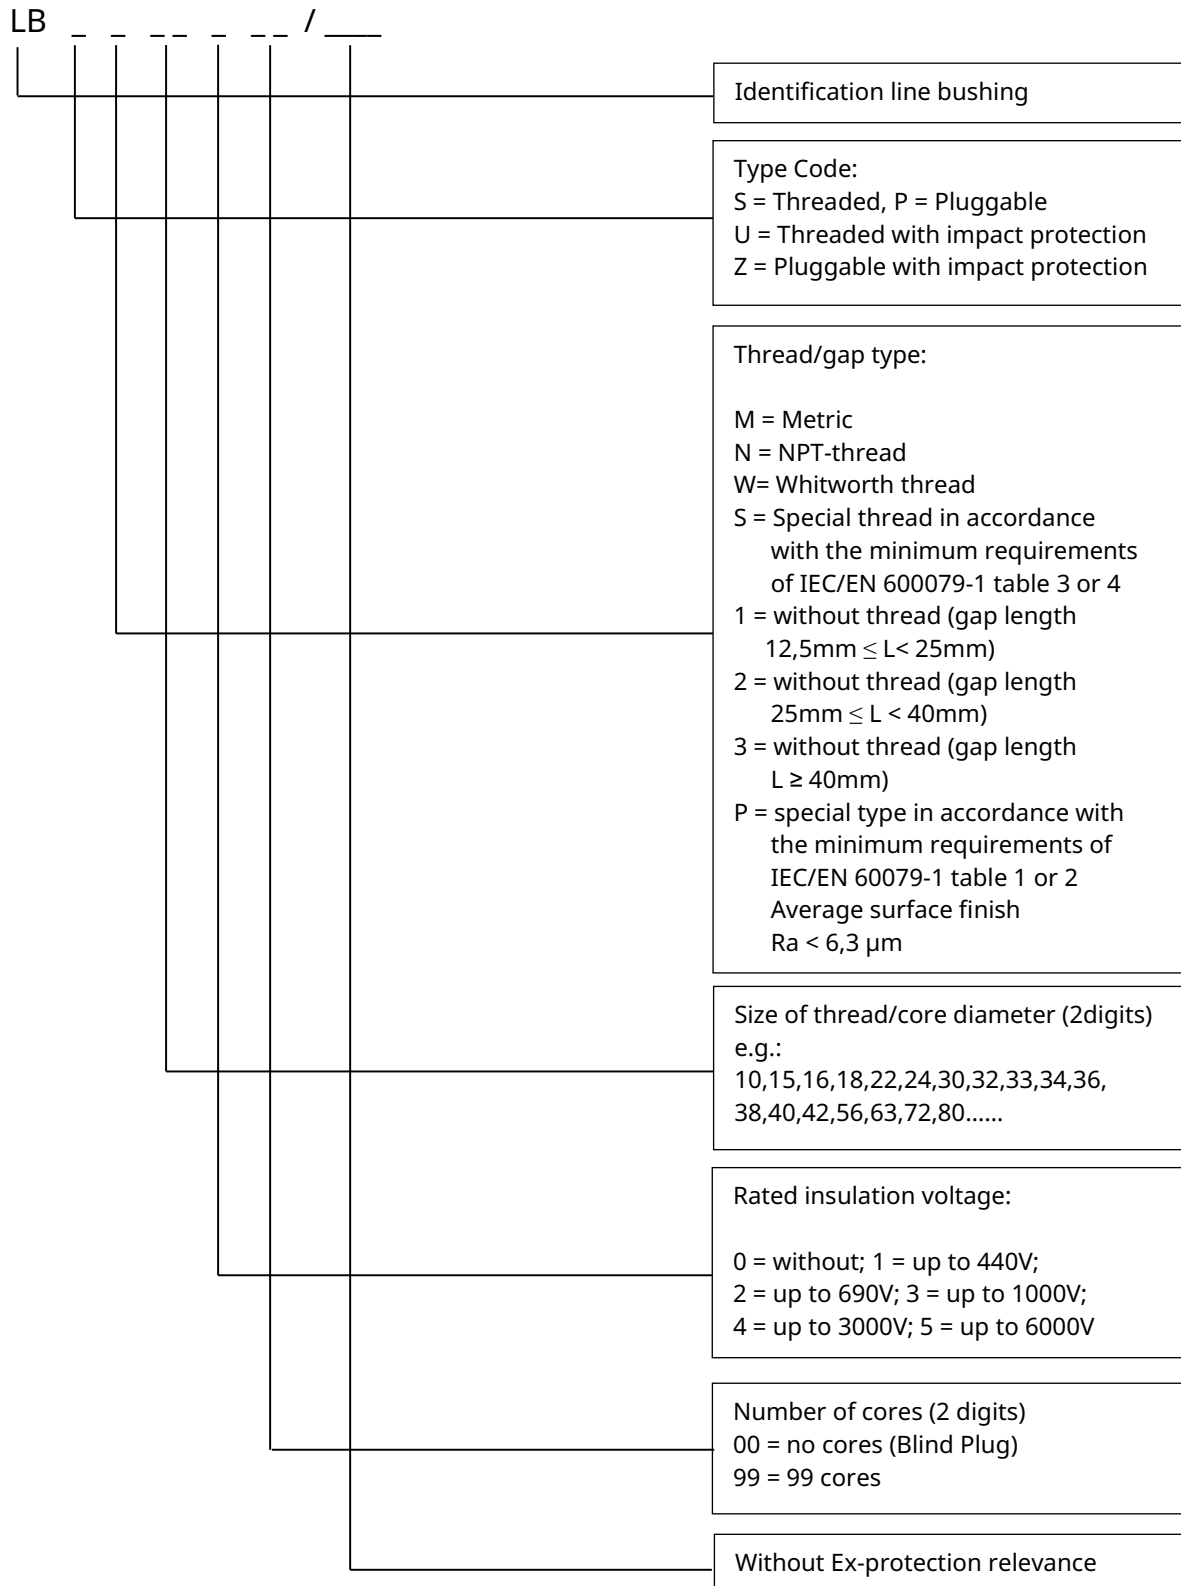 LB _ _ _ _ _ _ _ / ____
Identification line bushing
Type Code:
S = Threaded, P = Pluggable
U = Threaded with impact protection
Z = Pluggable with impact protection
Thread/gap type:
M = Metric
N = NPT-thread
W= Whitworth thread
S = Special thread in accordance
with the minimum requirements
of IEC/EN 600079-1 table 3 or 4
1 = without thread (gap length
12,5mm ≤ L< 25mm)
2 = without thread (gap length
25mm ≤ L < 40mm)
3 = without thread (gap length
L ≥ 40mm)
P = special type in accordance with
the minimum requirements of
IEC/EN 60079-1 table 1 or 2
Average surface finish
Ra < 6,3 µm
Size of thread/core diameter (2digits)
e.g.:
10,15,16,18,22,24,30,32,33,34,36,
38,40,42,56,63,72,80......
Rated insulation voltage:
0 = without; 1 = up to 440V;
2 = up to 690V; 3 = up to 1000V;
4 = up to 3000V; 5 = up to 6000V
Number of cores (2 digits)
00 = no cores (Blind Plug)
99 = 99 cores
Without Ex-protection relevance